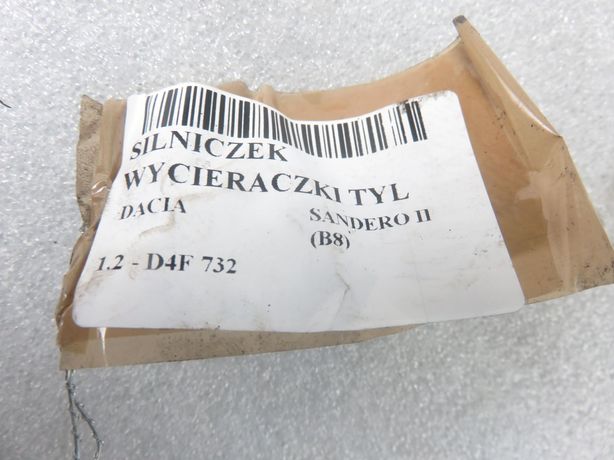 SILNICZEK
WYCIERACZKI TYL
DACIA SANDERO II
(B8)
1.2 - D4F 732